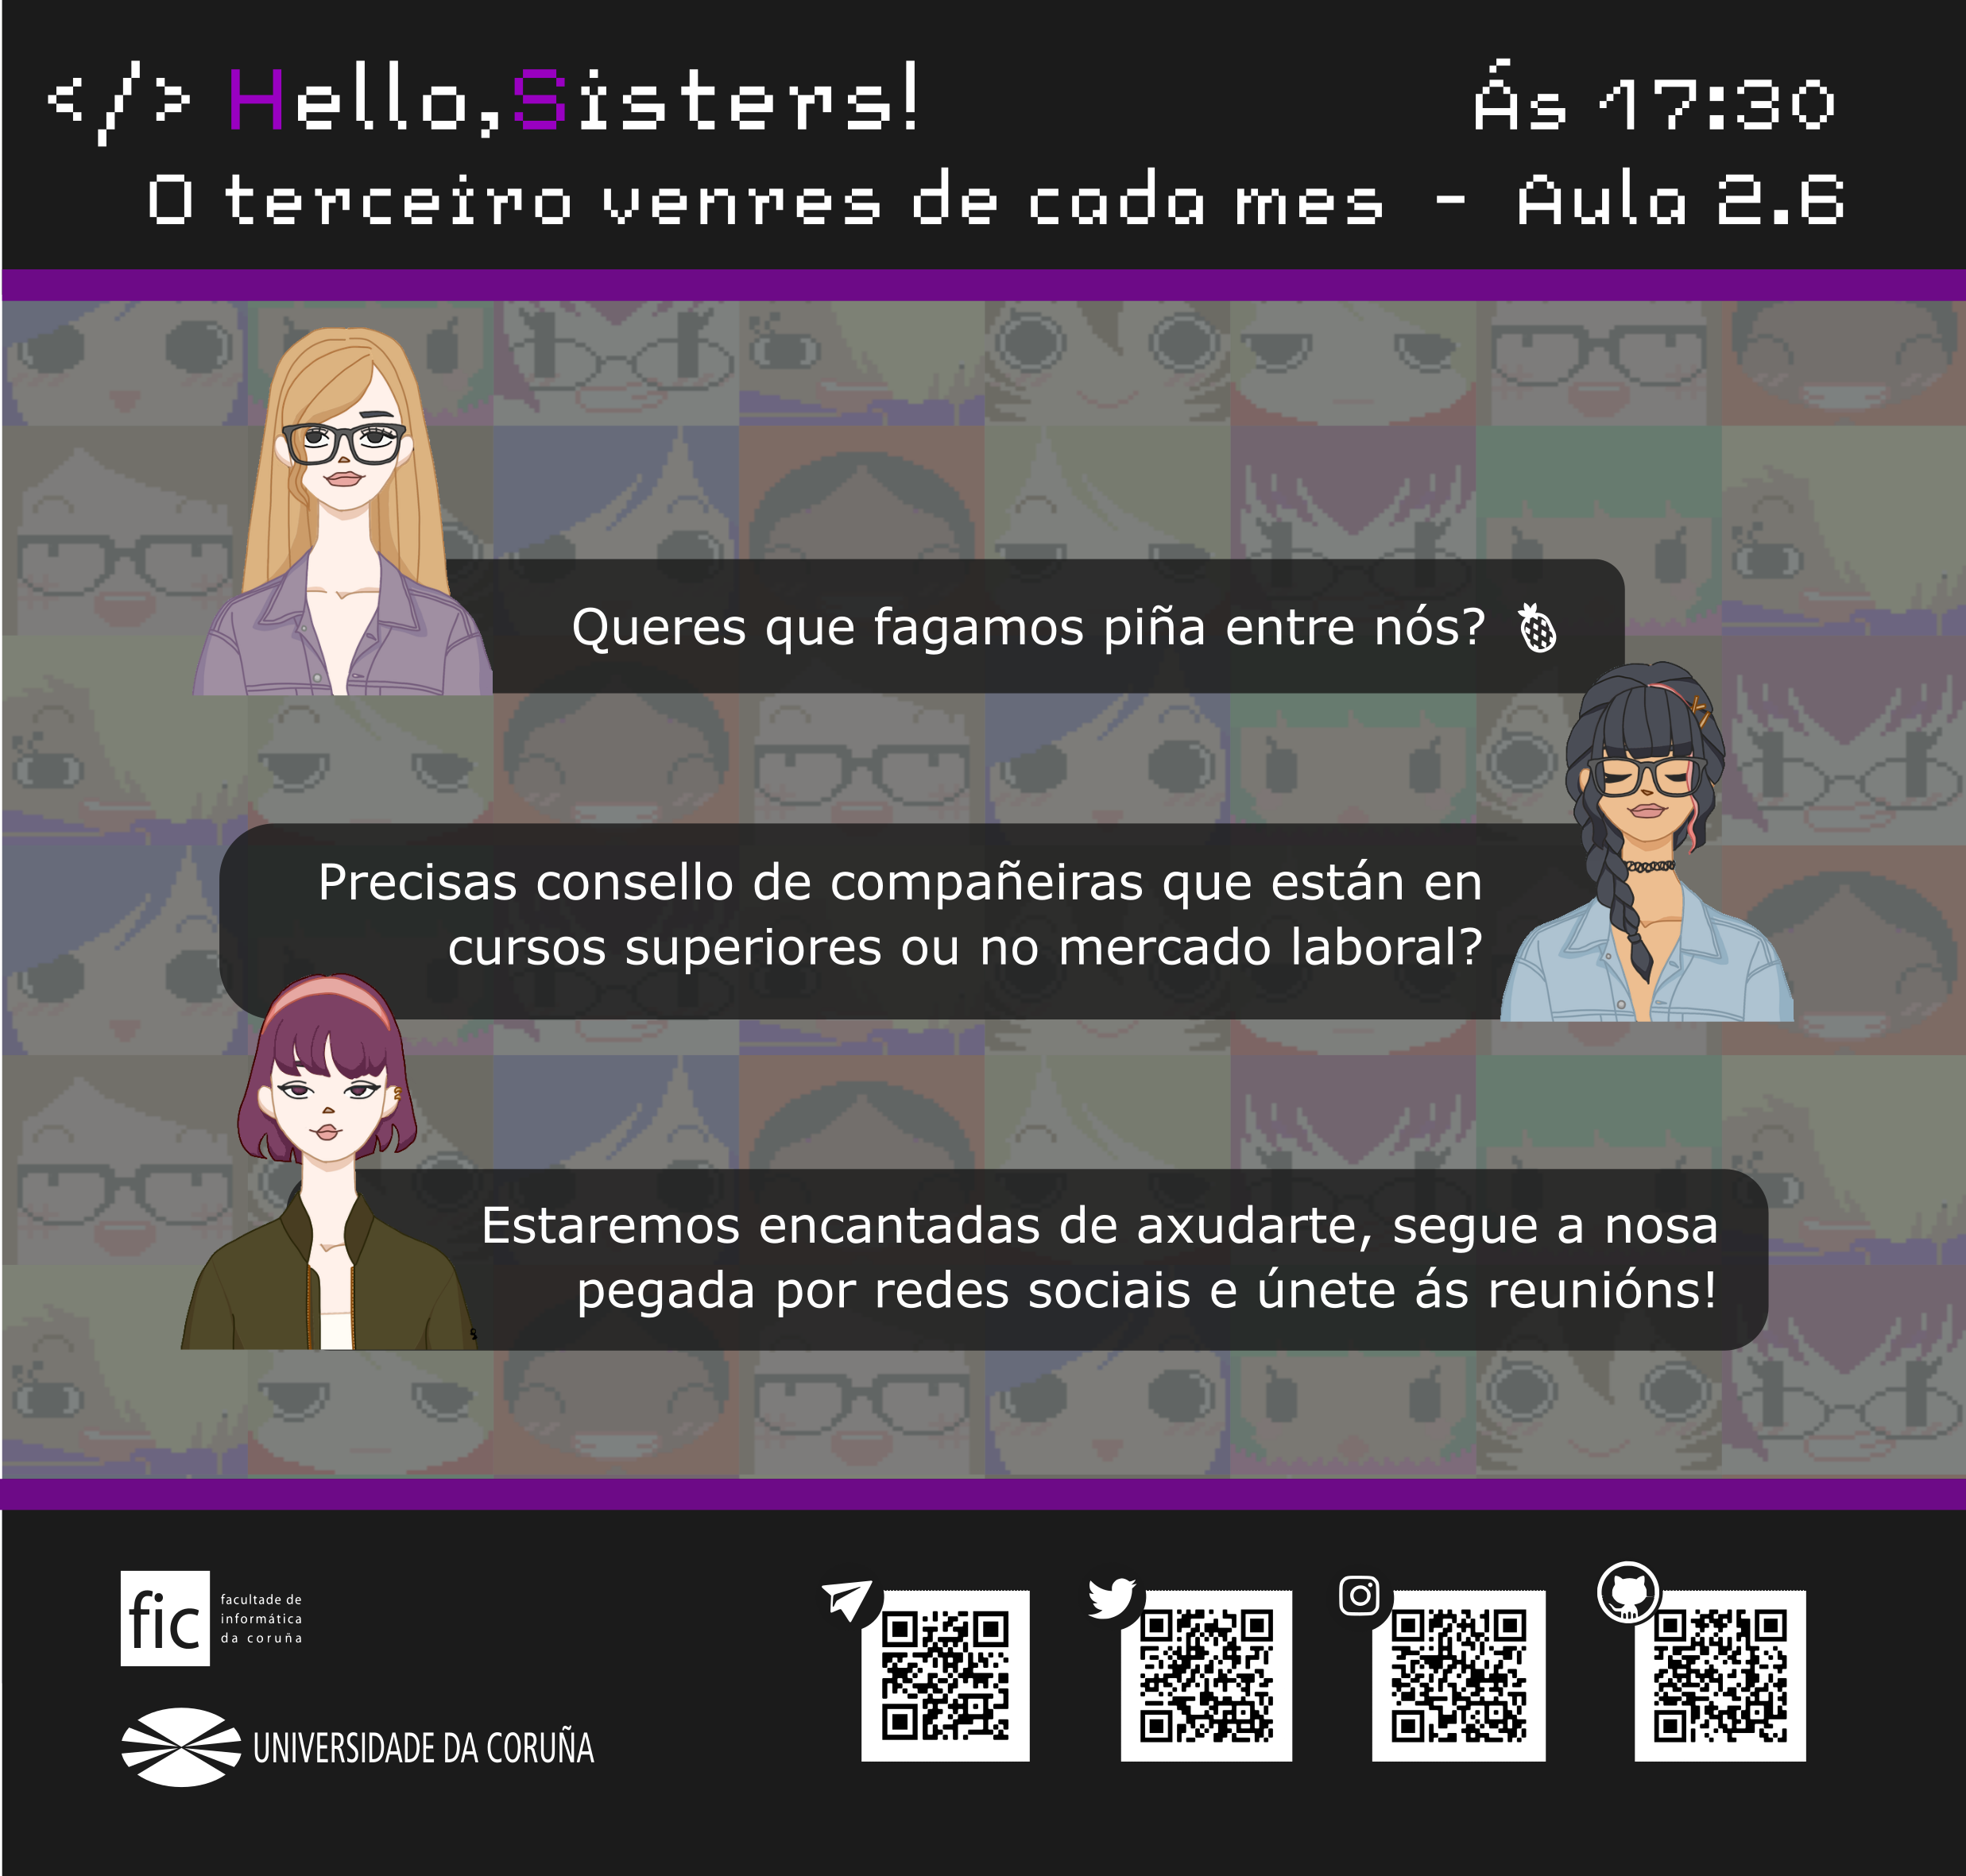 </> Hello,Sisters!
Ás 17:30
O terceiro venres de cada mes - Aula 2.6
Queres que fagamos piña entre nós?
Precisas consello de compañeiras que están en
cursos superiores ou no mercado laboral?
Estaremos encantadas de axudarte, segue a nosa
pegada por redes sociais e únete ás reunións!
fic
facultade de
informática
da coruña
UNIVERSIDADE DA CORUÑA